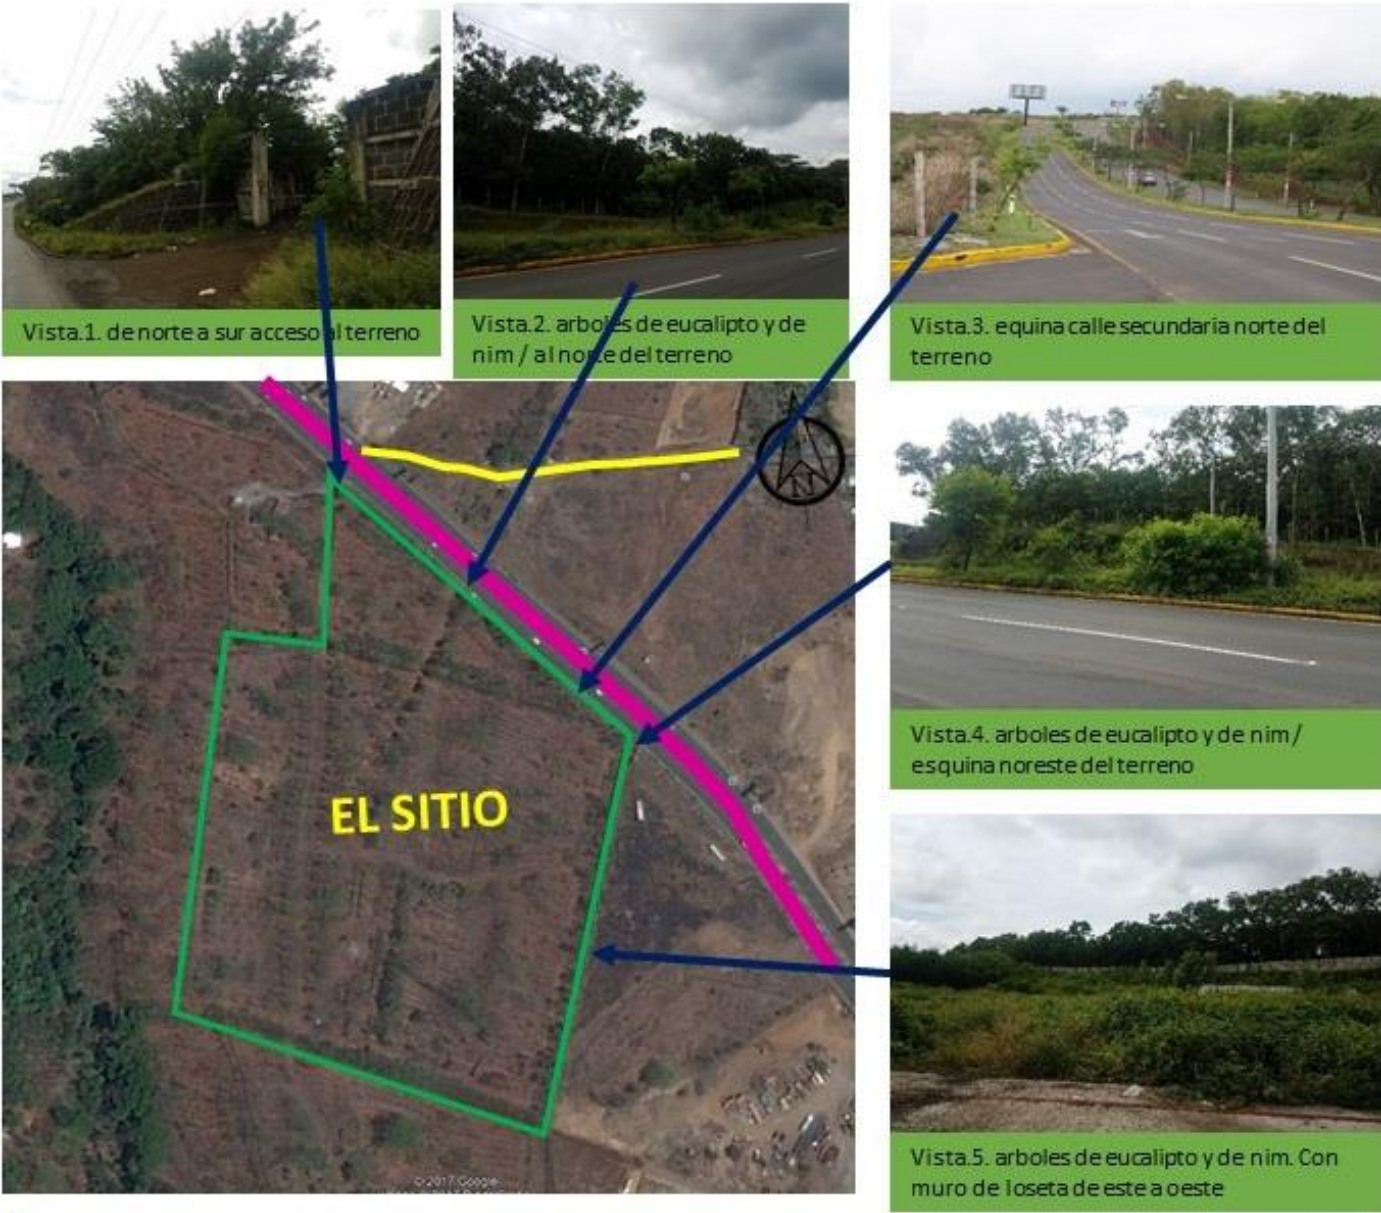 Vista.1. de norte a sur acceso al terreno
Vista.2. arboles de eucalipto y de
nim / al norte del terreno
Vista.3. equina calle secundaria norte del
terreno
N
EL SITIO
Vista.4. arboles de eucalipto y de nim /
esquina noreste del terreno
Vista.5. arboles de eucalipto y de nim. Con
muro de loseta de este a oeste
©2017 Google